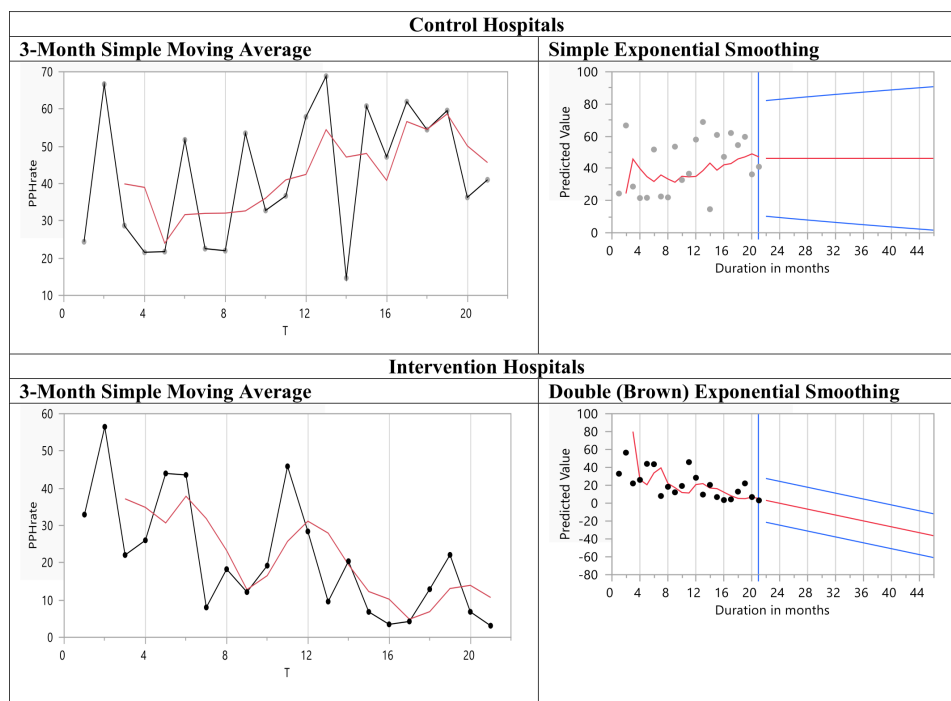 Control Hospitals
3-Month Simple Moving Average
70
60
50
40
30
20
10
PPHrate
0
4
8
12
16
20
T
Simple Exponential Smoothing
100
80
60
40
20
0
Predicted Value
0 4 8 12 16 20 24 28 32 36 40 44
Duration in months
Intervention Hospitals
3-Month Simple Moving Average
60
50
40
30
20
10
0
PPHrate
0
4
8
12
16
20
T
Double (Brown) Exponential Smoothing
100
80
60
40
20
0
-20
-40
-60
-80
Predicted Value
0 4 8 12 16 20 24 28 32 36 40 44
Duration in months